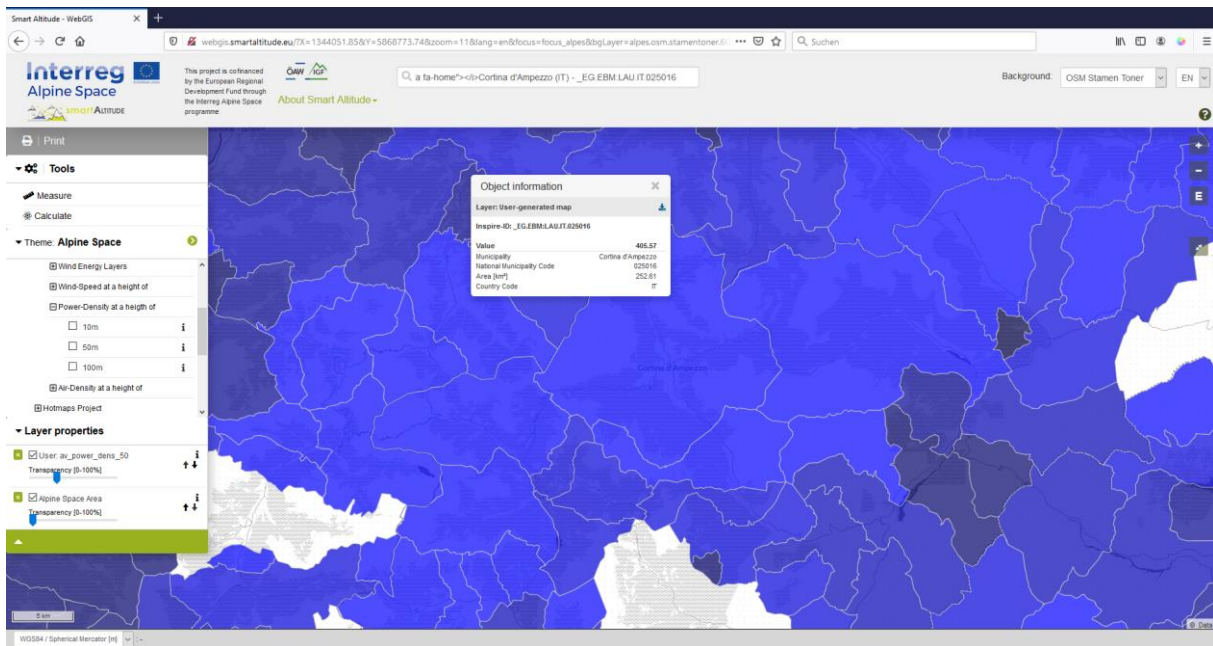 Smart Altitude - WebGIS
webgis.smartaltitude.eu/?X=1344051.85&Y=5868773.74&zoom=11&lang=en&focus=focus_alpes&bgLayer=alpes.osm.stamentoner.
Suchen
Interreg
Alpine Space
smartALTITUDE
EUROPEAN UNION
This project is cofinanced
by the European Regional
Development Fund through
the Interreg Alpine Space
programme
ÖAW IGF
About Smart Altitude
a fa-home"></i>Cortina d'Ampezzo (IT) - _EG.EBM:LAU.IT.025016
Background:
OSM Stamen Toner
EN
Print
Tools
Measure
Calculate
Theme: Alpine Space
Wind Energy Layers
Wind-Speed at a height of
Power-Density at a heigth of
10m
50m
100m
Air-Density at a height of
Hotmaps Project
Layer properties
User: av_power_dens_50
Transparency [0-100%]
Alpine Space Area
Transparency [0-100%]
Object information
Layer: User-generated map
Inspire-ID: _EG.EBM:LAU.IT.025016
Value 405.57
Municipality Cortina d'Ampezzo
National Municipality Code 025016
Area [km²] 252.61
Country Code IT
Cortina d'Ampezzo
E
5 km
© Data
WGS84 / Spherical Mercator [m]